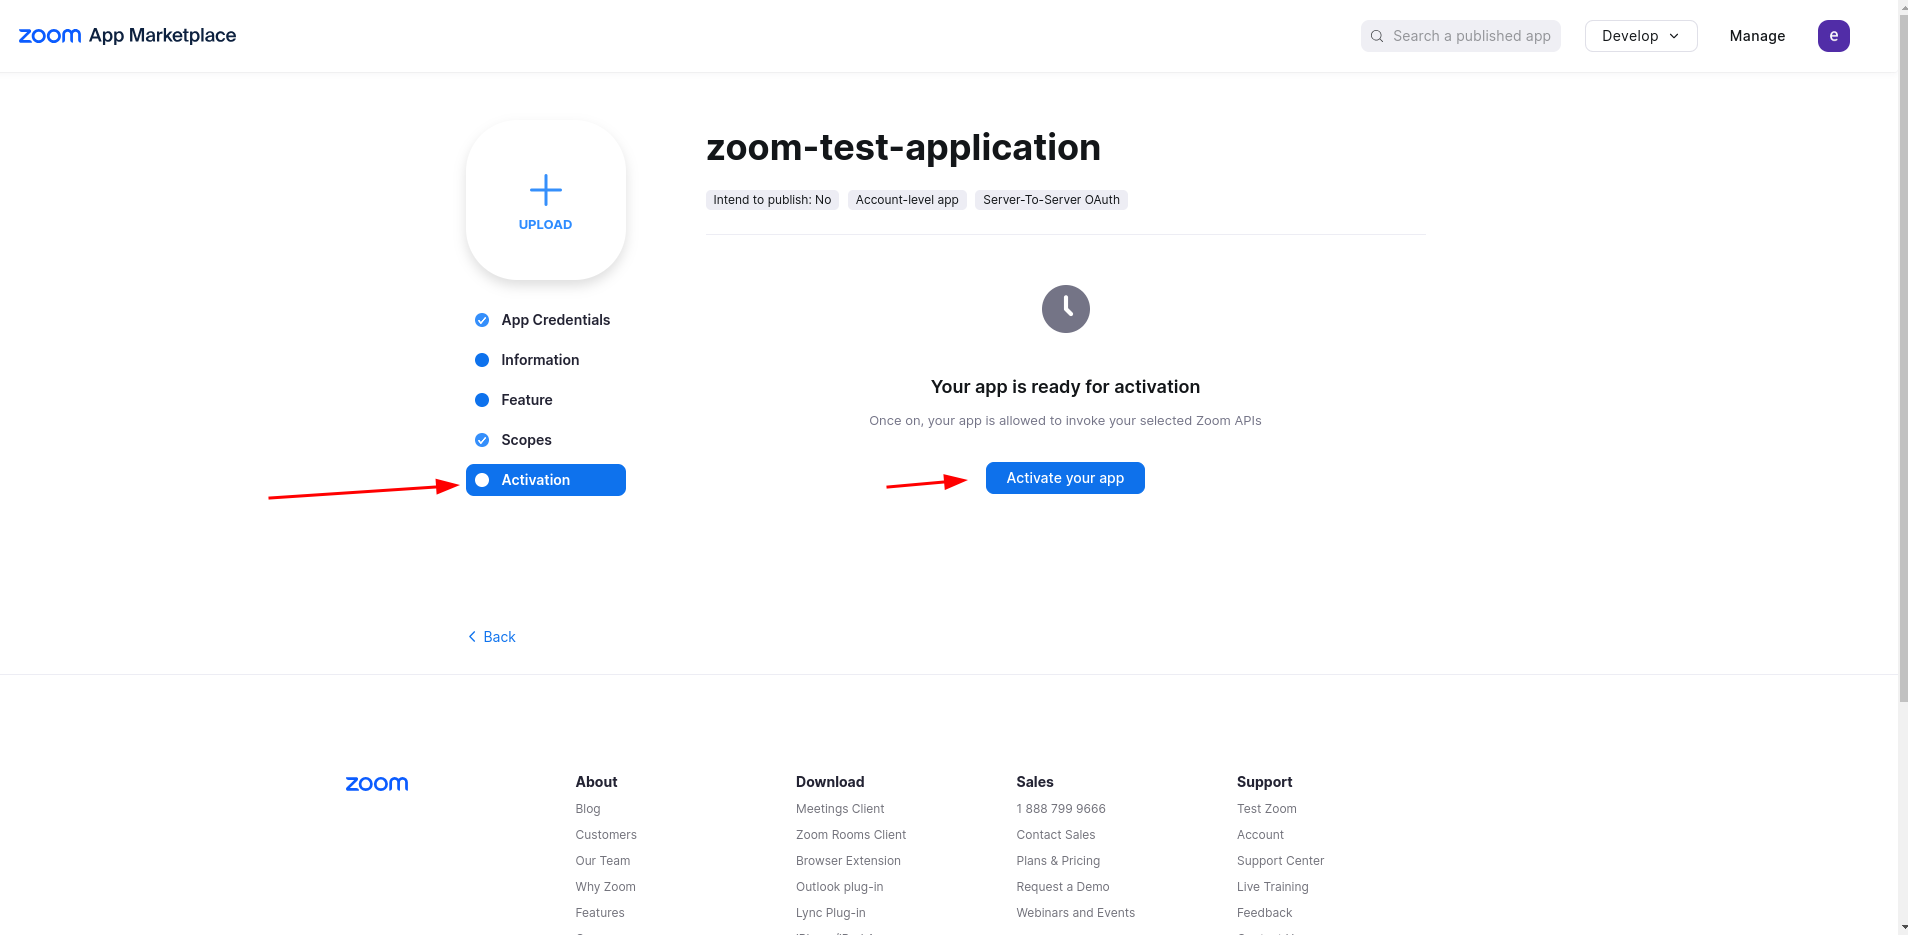 zoom App Marketplace
Search a published app
Develop
Manage
e
UPLOAD
App Credentials
Information
Feature
Scopes
Activation
zoom-test-application
Intend to publish: No
Account-level app
Server-To-Server OAuth
Your app is ready for activation
Once on, your app is allowed to invoke your selected Zoom APIs
Activate your app
Back
zoom
About
Blog
Customers
Our Team
Why Zoom
Features
Download
Meetings Client
Zoom Rooms Client
Browser Extension
Outlook plug-in
Lync Plug-in
Sales
1 888 799 9666
Contact Sales
Plans & Pricing
Request a Demo
Webinars and Events
Support
Test Zoom
Account
Support Center
Live Training
Feedback